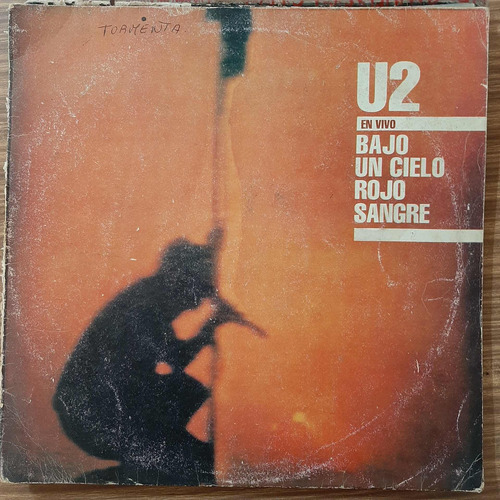 TORMENTA
U2
EN VIVO
BAJO
UN CIELO
ROJO
SANGRE